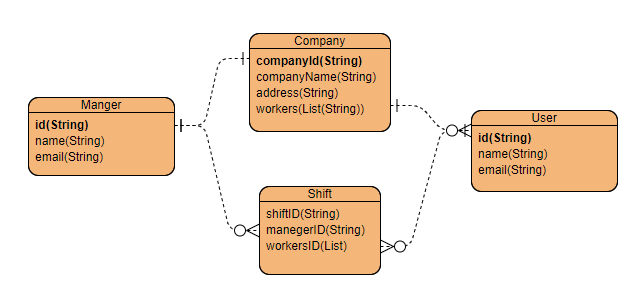 Company
companyId(String)
companyName(String)
address(String)
workers(List(String))
Manger
id(String)
name(String)
email(String)
User
id(String)
name(String)
email(String)
Shift
shiftID(String)
manegerID(String)
workersID(List)